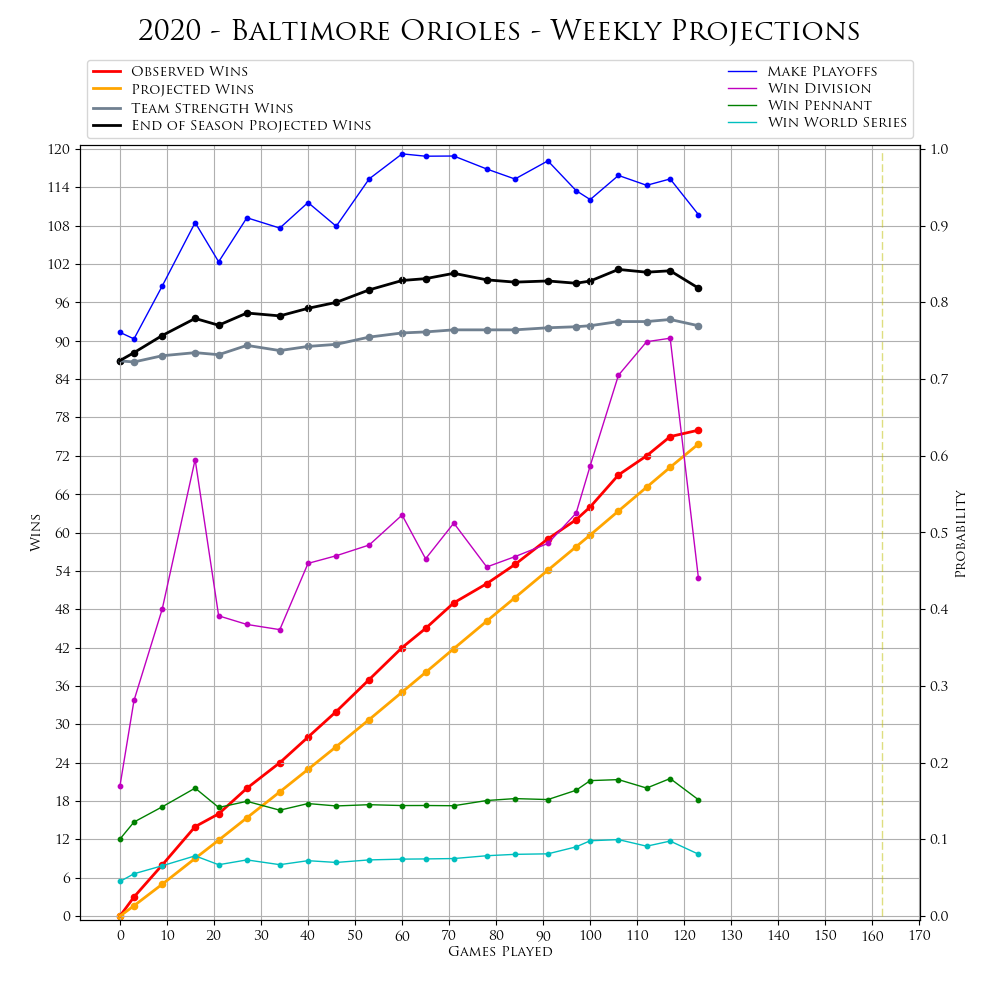 2020 - Baltimore Orioles - Weekly Projections
Observed Wins
Projected Wins
Team Strength Wins
End of Season Projected Wins
Make Playoffs
Win Division
Win Pennant
Win World Series
120
114
108
102
96
90
84
78
72
66
60
54
48
42
36
30
24
18
12
6
0
Wins
1.0
0.9
0.8
0.7
0.6
0.5
0.4
0.3
0.2
0.1
0.0
Probability
0 10 20 30 40 50 60 70 80 90 100 110 120 130 140 150 160 170
Games Played